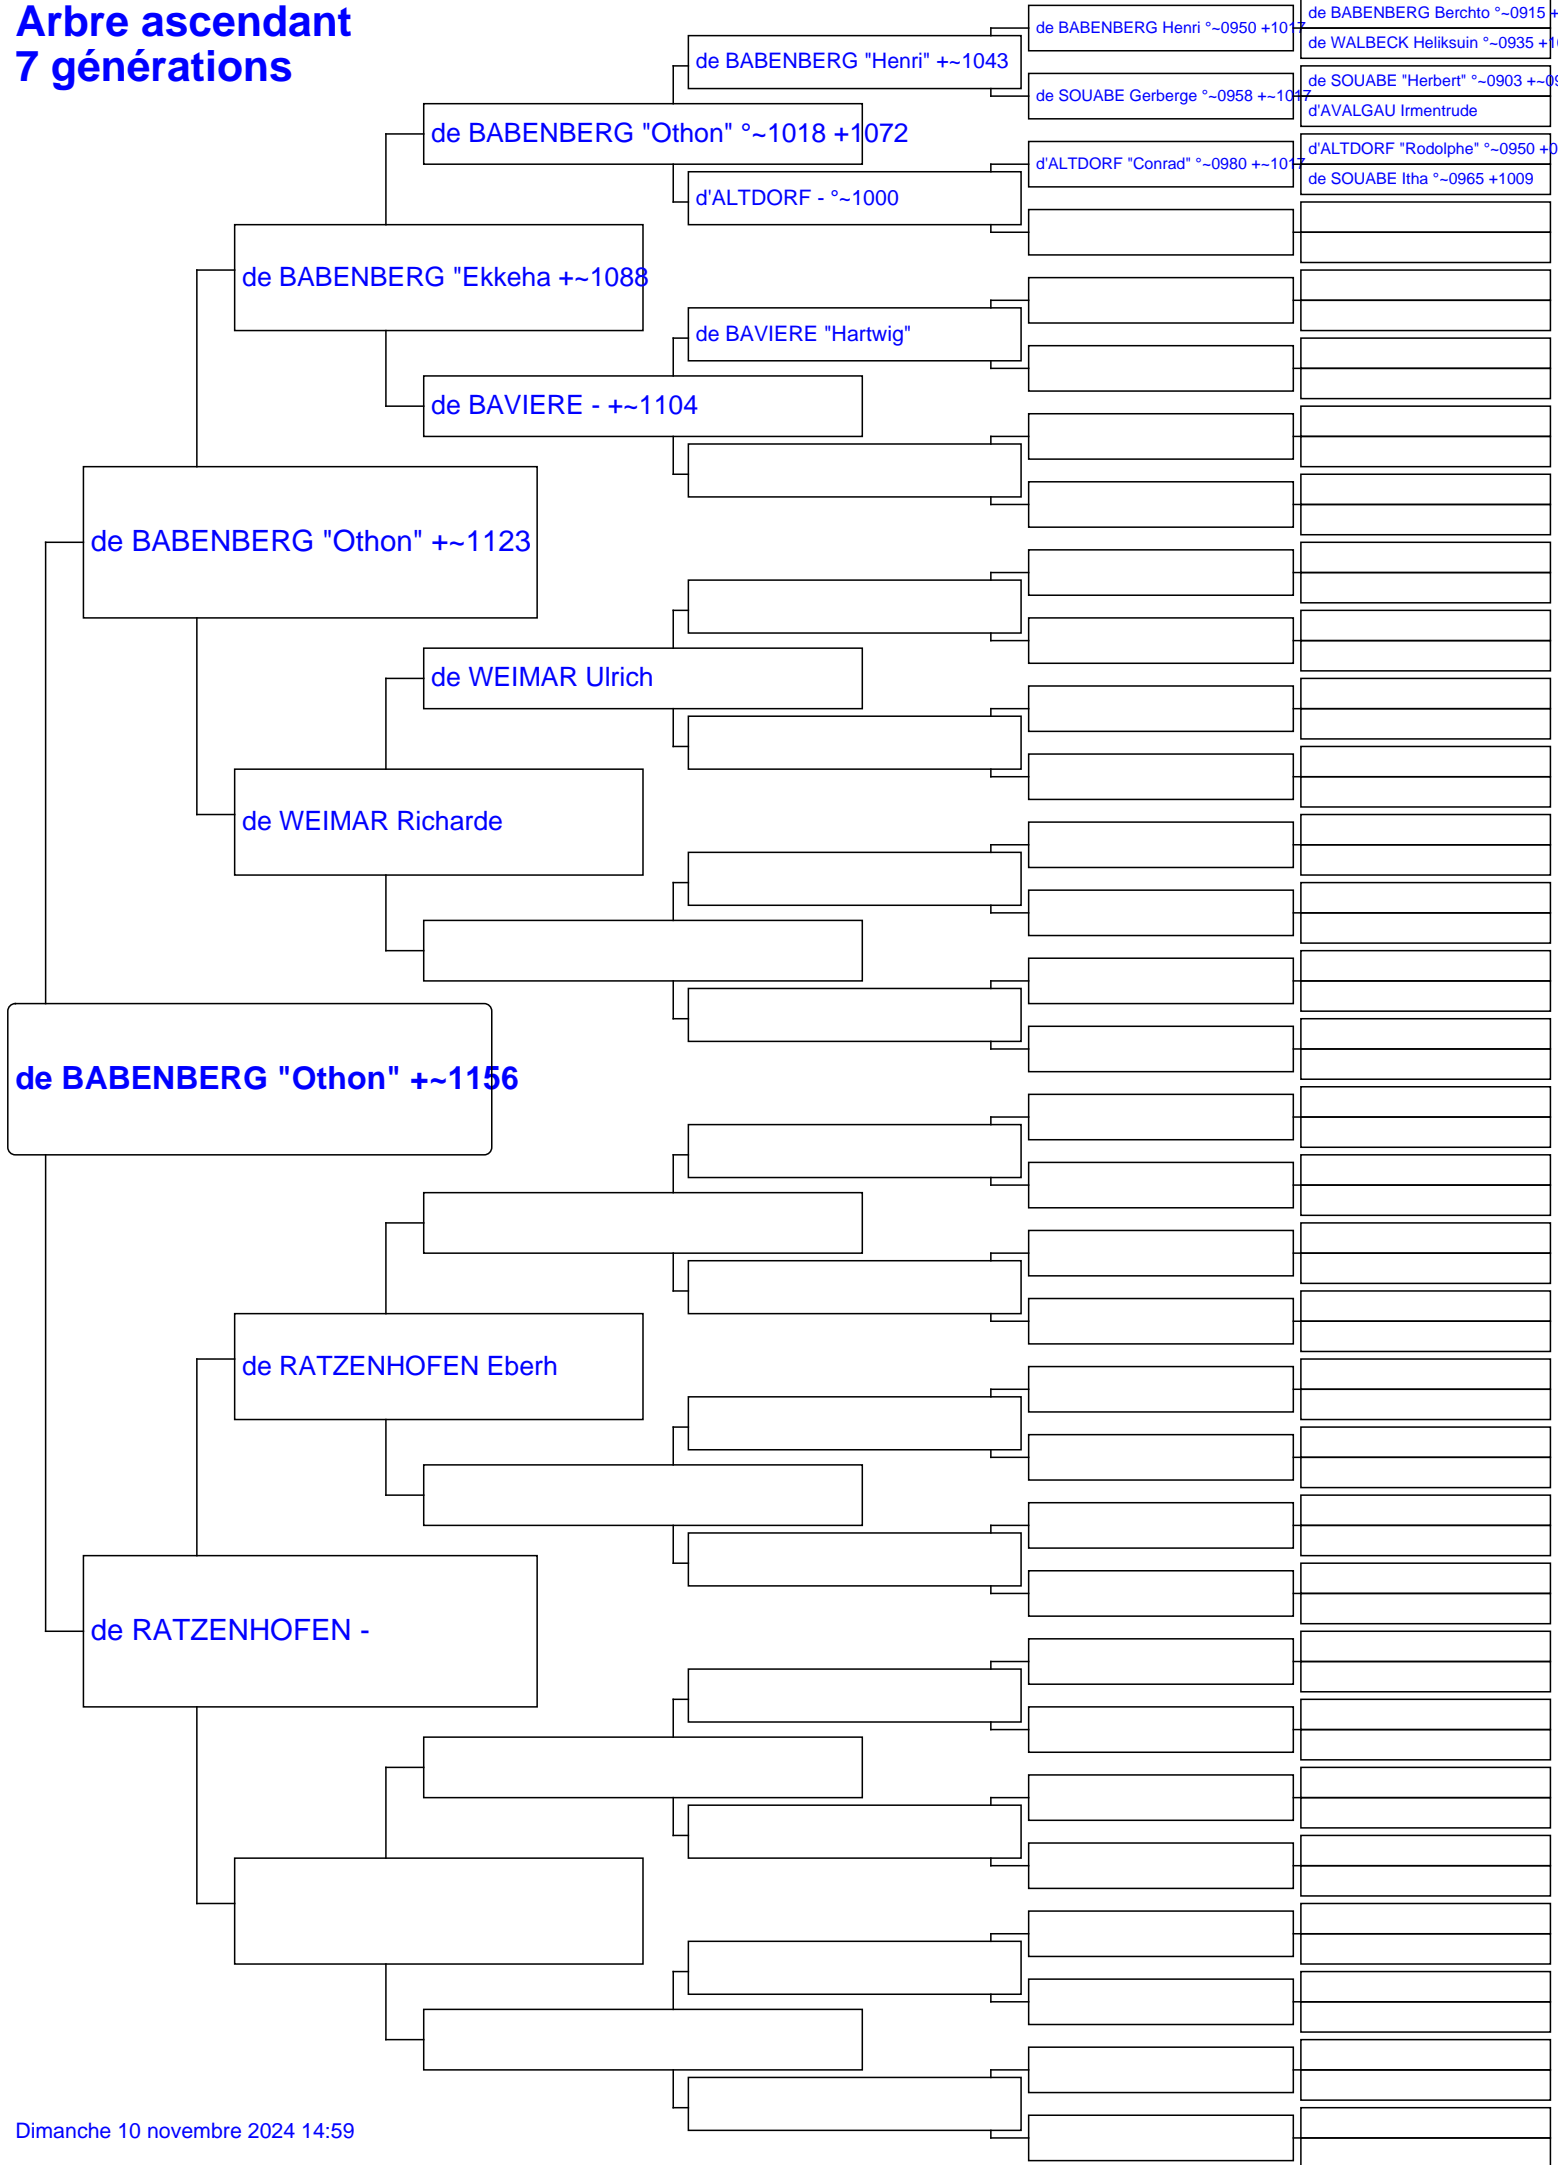 Arbre ascendant
7 générations
de BABENBERG Berchto °~0915 +
de BABENBERG Henri °~0950 +1017
de WALBECK Heliksuin °~0935 +1
de BABENBERG "Henri" +~1043
de SOUABE "Herbert" °~0903 +~09
de SOUABE Gerberge °~0958 +~1017
d'AVALGAU Irmentrude
de BABENBERG "Othon" °~1018 +1072
d'ALTDORF "Rodolphe" °~0950 +0
d'ALTDORF "Conrad" °~0980 +~1017
de SOUABE Itha °~0965 +1009
d'ALTDORF - °~1000
de BABENBERG "Ekkeha +~1088
de BAVIERE "Hartwig"
de BAVIERE - +~1104
de BABENBERG "Othon" +~1123
de WEIMAR Ulrich
de WEIMAR Richarde
de BABENBERG "Othon" +~1156
de RATZENHOFEN Eberh
de RATZENHOFEN -
Dimanche 10 novembre 2024 14:59